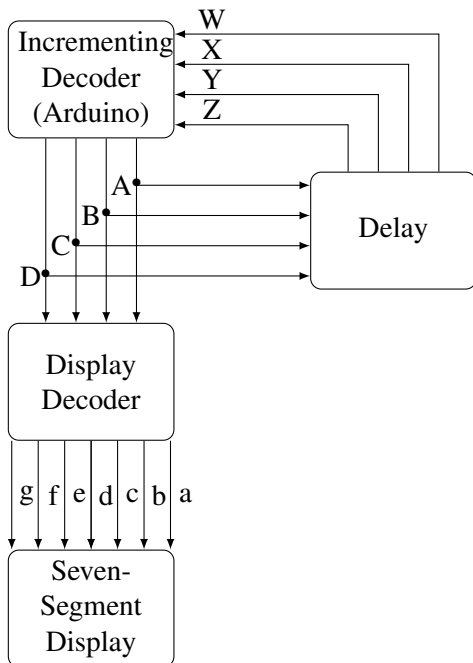 W
Incrementing
Decoder
(Arduino)
X
Y
Z
A
B
C
D
Delay
Display
Decoder
g f e d c b a
Seven-
Segment
Display